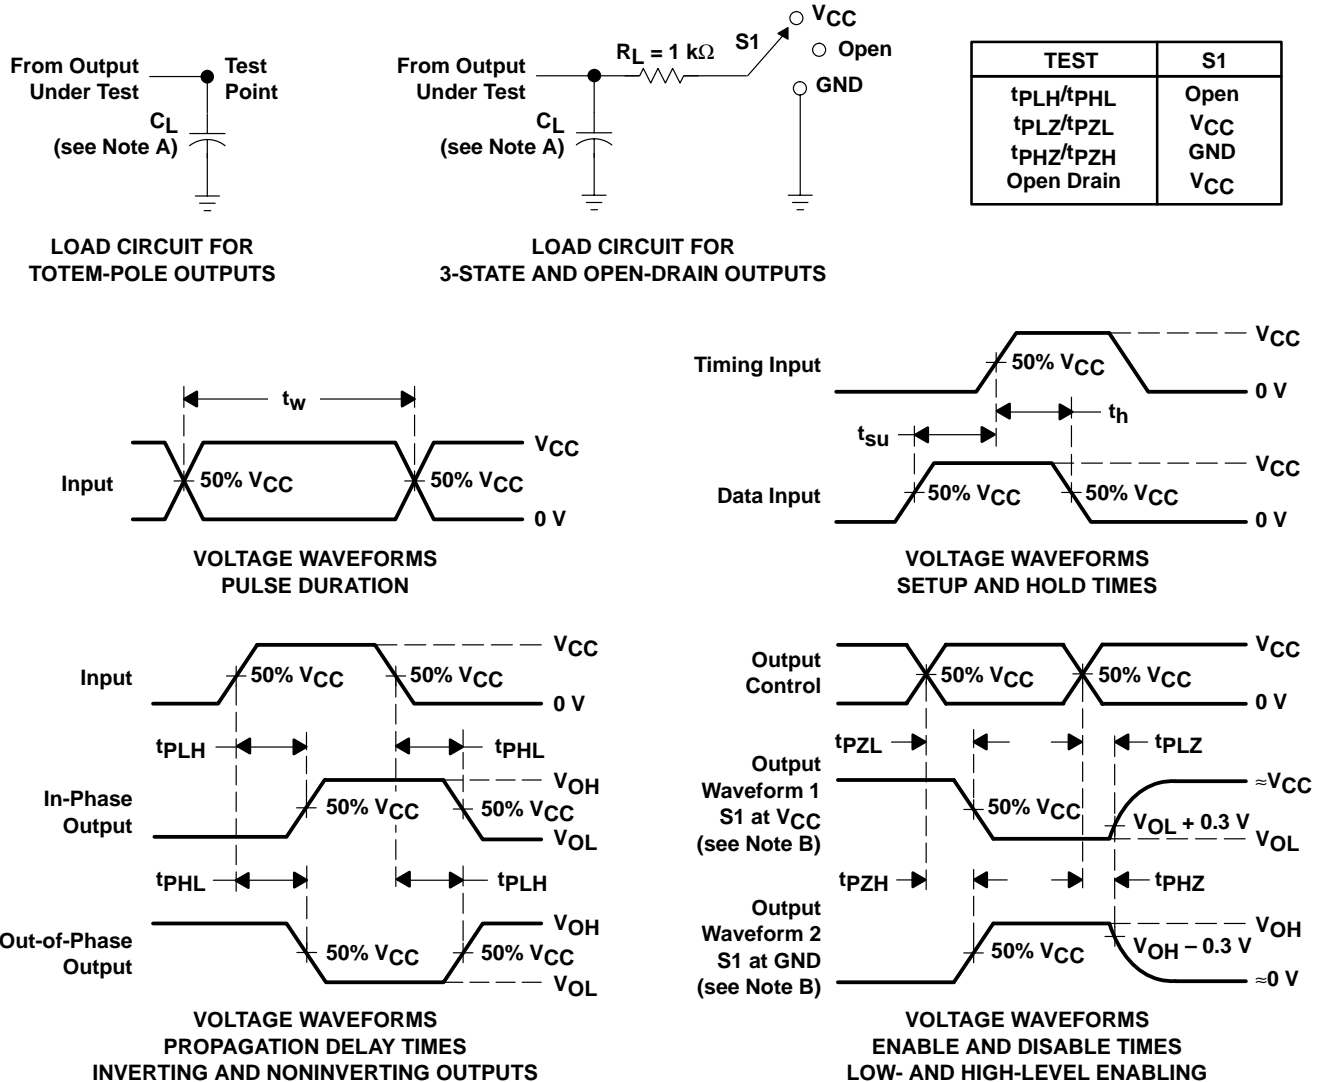 From Output
Under Test
Test
Point
CL
(see Note A)
LOAD CIRCUIT FOR
TOTEM-POLE OUTPUTS
From Output
Under Test
RL = 1 kΩ
S1
VCC
Open
GND
CL
(see Note A)
LOAD CIRCUIT FOR
3-STATE AND OPEN-DRAIN OUTPUTS
TEST S1
tPLH/tPHL Open
tPLZ/tPZL VCC
tPHZ/tPZH GND
Open Drain VCC
tw
Input
50% VCC
50% VCC
VCC
0 V
VOLTAGE WAVEFORMS
PULSE DURATION
Timing Input
50% VCC
VCC
0 V
th
tsu
Data Input
50% VCC
50% VCC
VCC
0 V
VOLTAGE WAVEFORMS
SETUP AND HOLD TIMES
Input
50% VCC
50% VCC
VCC
0 V
tPLH
tPHL
In-Phase
Output
50% VCC
50% VCC
VOH
VOL
tPHL
tPLH
Out-of-Phase
Output
50% VCC
50% VCC
VOH
VOL
VOLTAGE WAVEFORMS
PROPAGATION DELAY TIMES
INVERTING AND NONINVERTING OUTPUTS
Output
Control
50% VCC
50% VCC
VCC
0 V
tPZL
tPLZ
Output
Waveform 1
S1 at VCC
(see Note B)
50% VCC
VOL + 0.3 V
≈VCC
VOL
tPZH
tPHZ
Output
Waveform 2
S1 at GND
(see Note B)
50% VCC
VOH − 0.3 V
VOH
≈0 V
VOLTAGE WAVEFORMS
ENABLE AND DISABLE TIMES
LOW- AND HIGH-LEVEL ENABLING